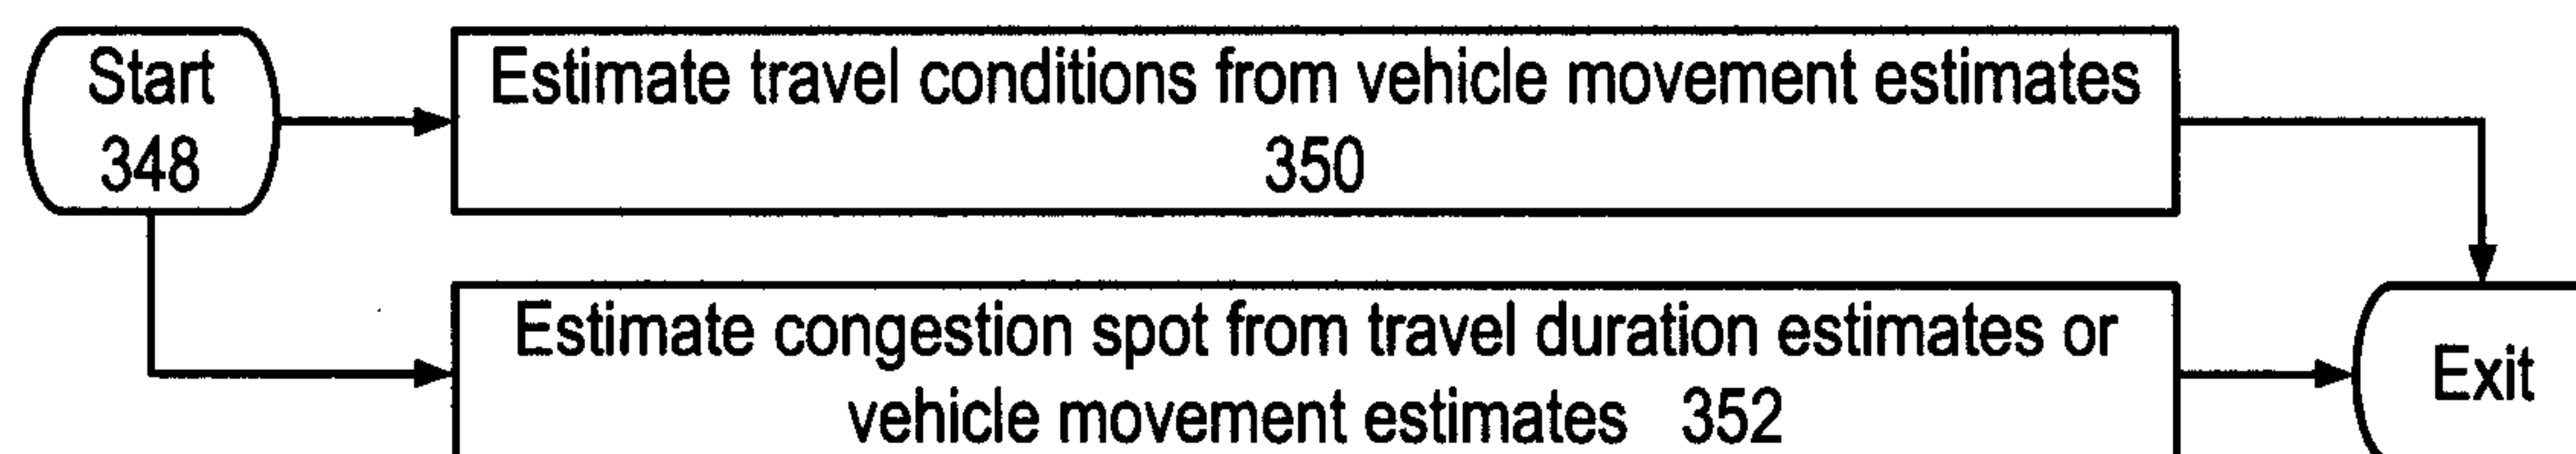 Start
348
Estimate travel conditions from vehicle movement estimates
350
Estimate congestion spot from travel duration estimates or
vehicle movement estimates 352
Exit